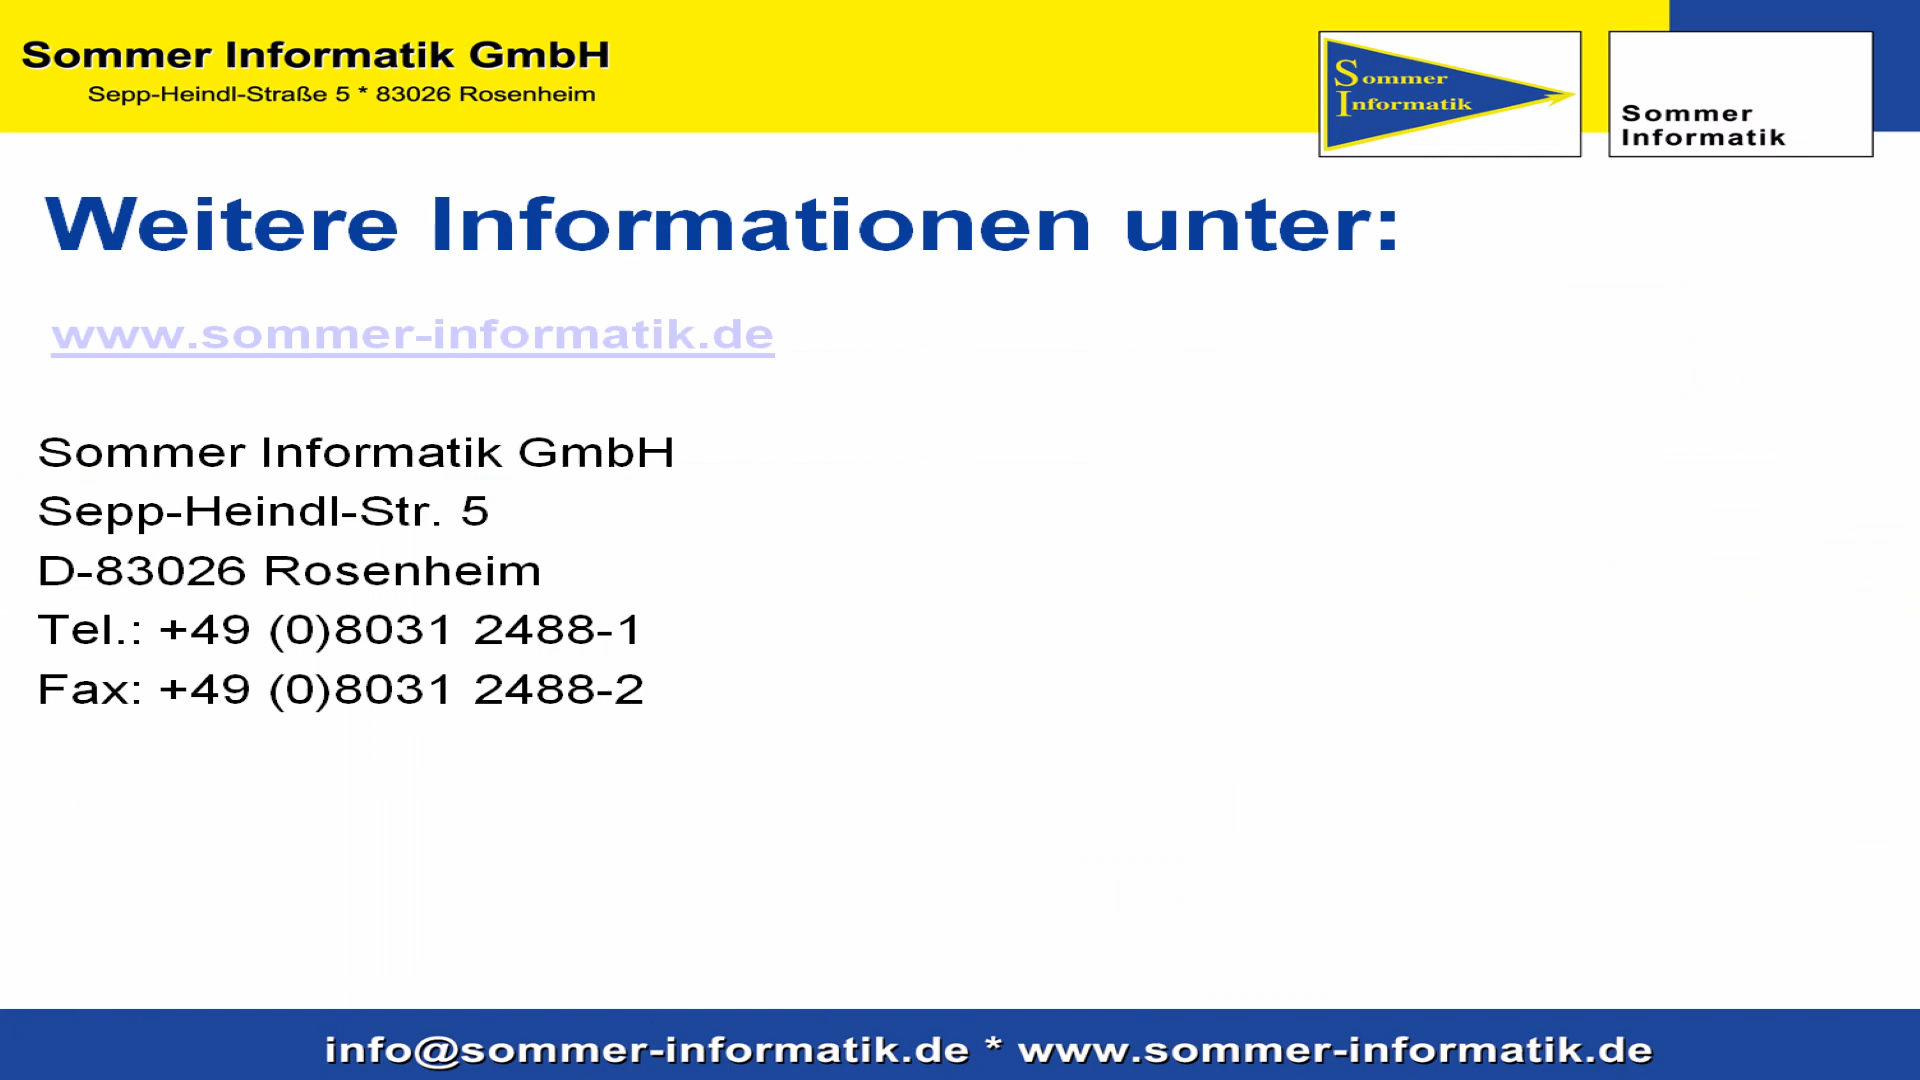 Sommer Informatik GmbH
Sepp-Heindl-Straße 5 * 83026 Rosenheim
Sommer
Informatik
Sommer
Informatik
Weitere Informationen unter:
www.sommer-informatik.de
Sommer Informatik GmbH
Sepp-Heindl-Str. 5
D-83026 Rosenheim
Tel.: +49 (0)8031 2488-1
Fax: +49 (0)8031 2488-2
info@sommer-informatik.de * www.sommer-informatik.de